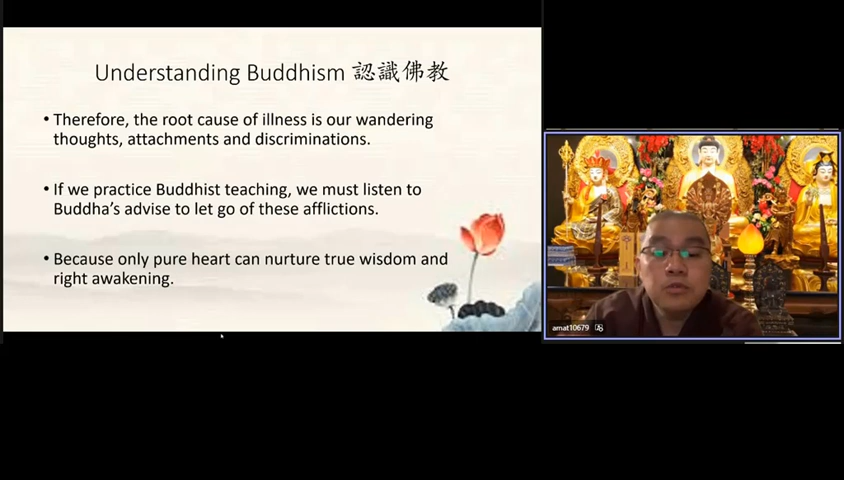 Understanding Buddhism 認識佛教
• Therefore, the root cause of illness is our wandering
thoughts, attachments and discriminations.
• If we practice Buddhist teaching, we must listen to
Buddha's advise to let go of these afflictions.
• Because only pure heart can nurture true wisdom and
right awakening.
amat10679